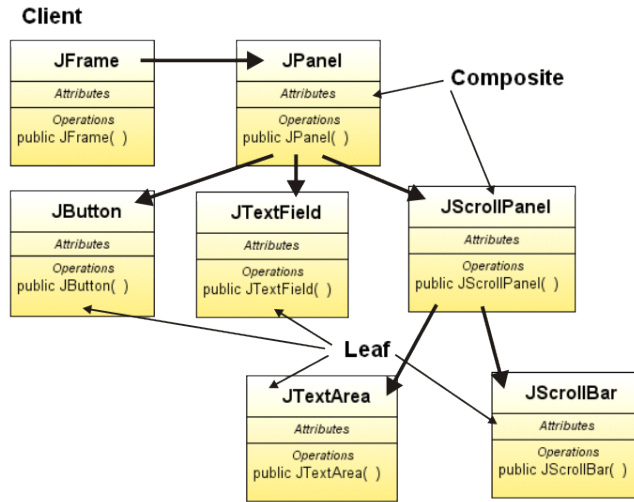 Client
JFrame
Attributes
Operations
public JFrame( )
JPanel
Attributes
Operations
public JPanel( )
Composite
JButton
Attributes
Operations
public JButton( )
JTextField
Attributes
Operations
public JTextField( )
JScrollPanel
Attributes
Operations
public JScrollPanel( )
Leaf
JTextArea
Attributes
Operations
public JTextArea( )
JScrollBar
Attributes
Operations
public JScrollBar( )